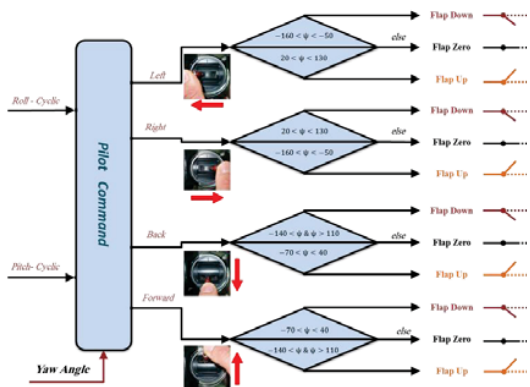 Flap Down
−160 < ψ < −50
else
Flap Zero
20 < ψ < 130
Left
Flap Up
Roll - Cyclic
Flap Down
Right
20 < ψ < 130
else
Flap Zero
−160 < ψ < −50
Flap Up
Pilot Command
Flap Down
Back
−140 < ψ & ψ > 110
else
Flap Zero
−70 < ψ < 40
Pitch- Cyclic
Flap Up
Forward
Flap Down
−70 < ψ < 40
else
Flap Zero
−140 < ψ & ψ > 110
Yaw Angle
Flap Up